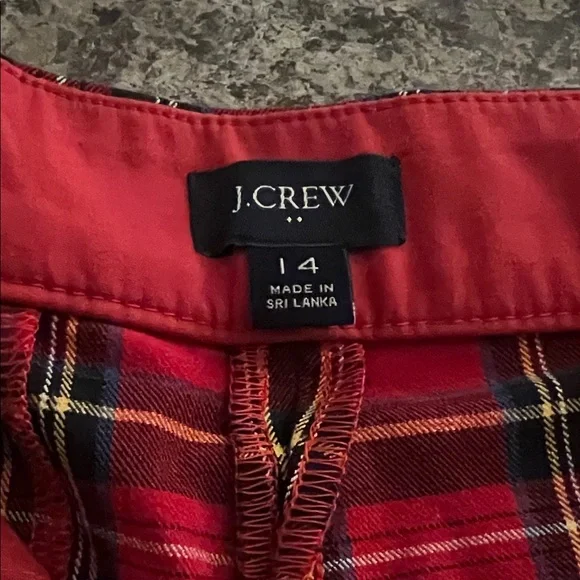 J.CREW
14
MADE IN
SRI LANKA